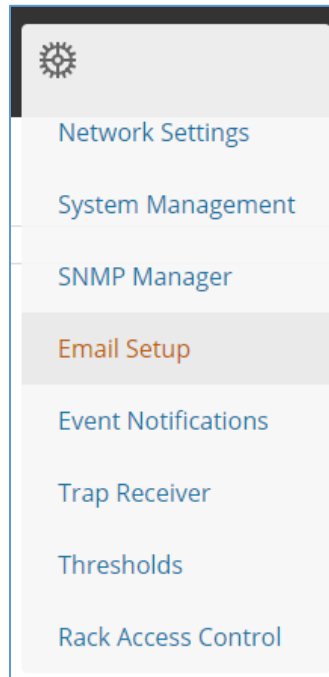 Network Settings
System Management
SNMP Manager
Email Setup
Event Notifications
Trap Receiver
Thresholds
Rack Access Control